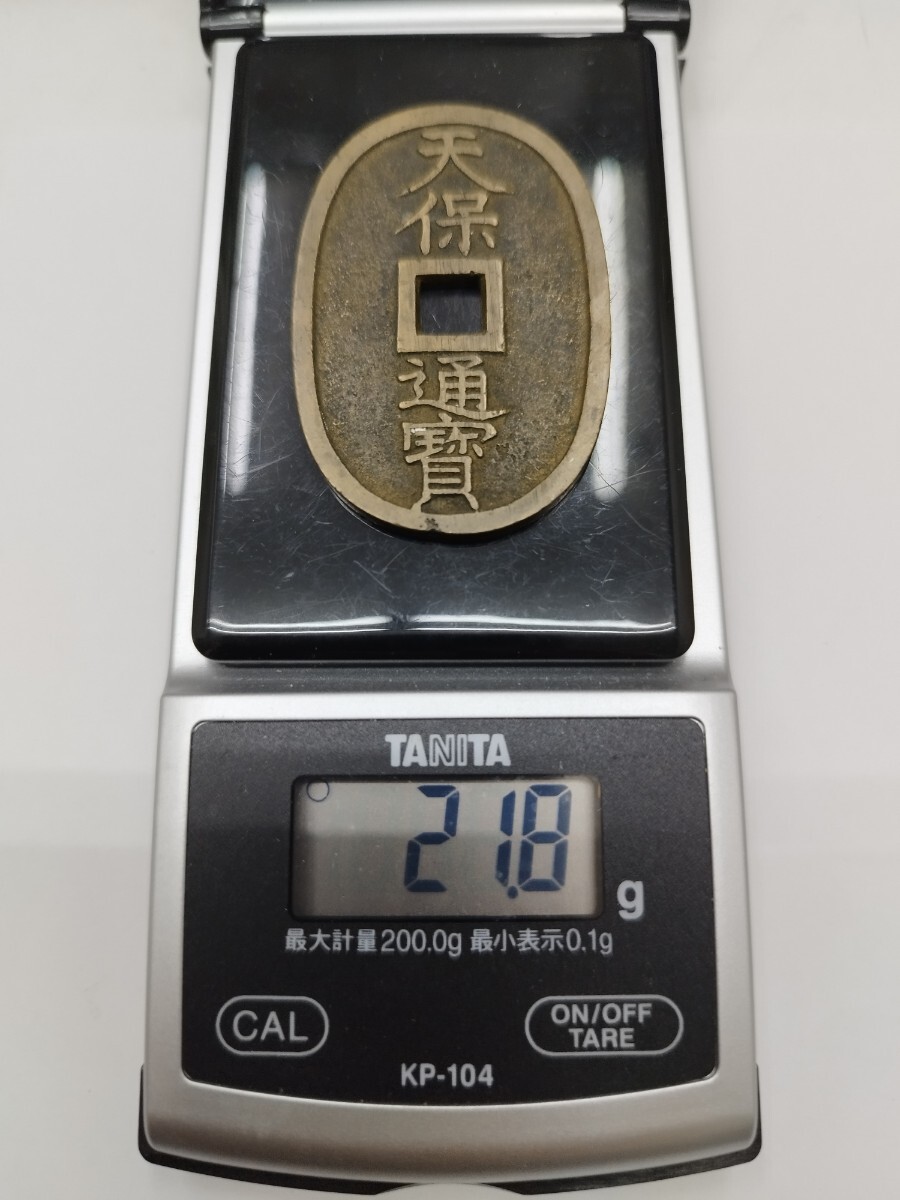 天
保
通
寳
TANITA
21.8
g
最大計量200.0g 最小表示0.1g
CAL
ON/OFF
TARE
KP-104